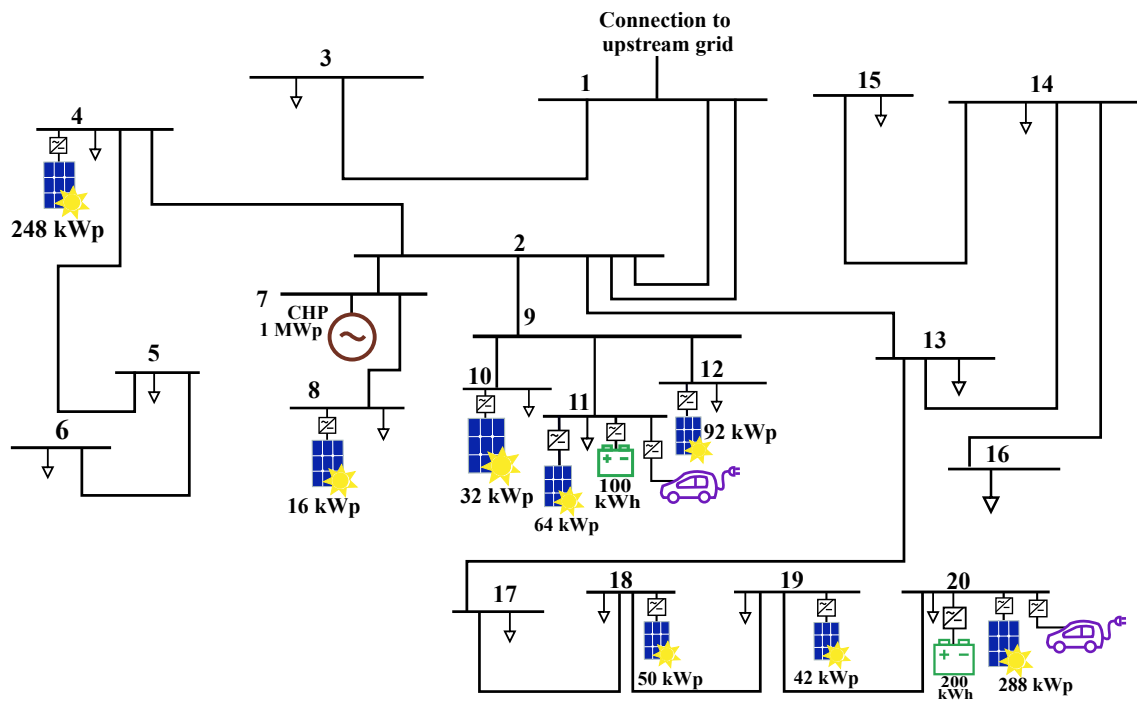 Connection to
upstream grid
3
1
15
14
4
248 kWp
2
7
CHP
1 MWp
9
13
5
8
10
11
12
92 kWp
6
16 kWp
32 kWp
64 kWp
100
kWh
16
17
18
19
20
50 kWp
42 kWp
200
kWh
288 kWp